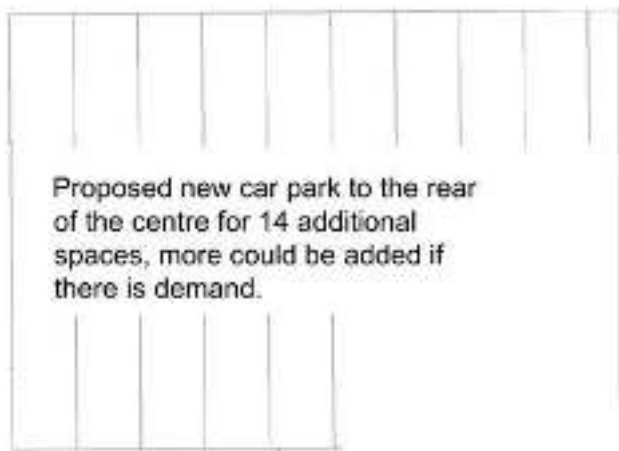 Proposed new car park to the rear
of the centre for 14 additional
spaces, more could be added if
there is demand.